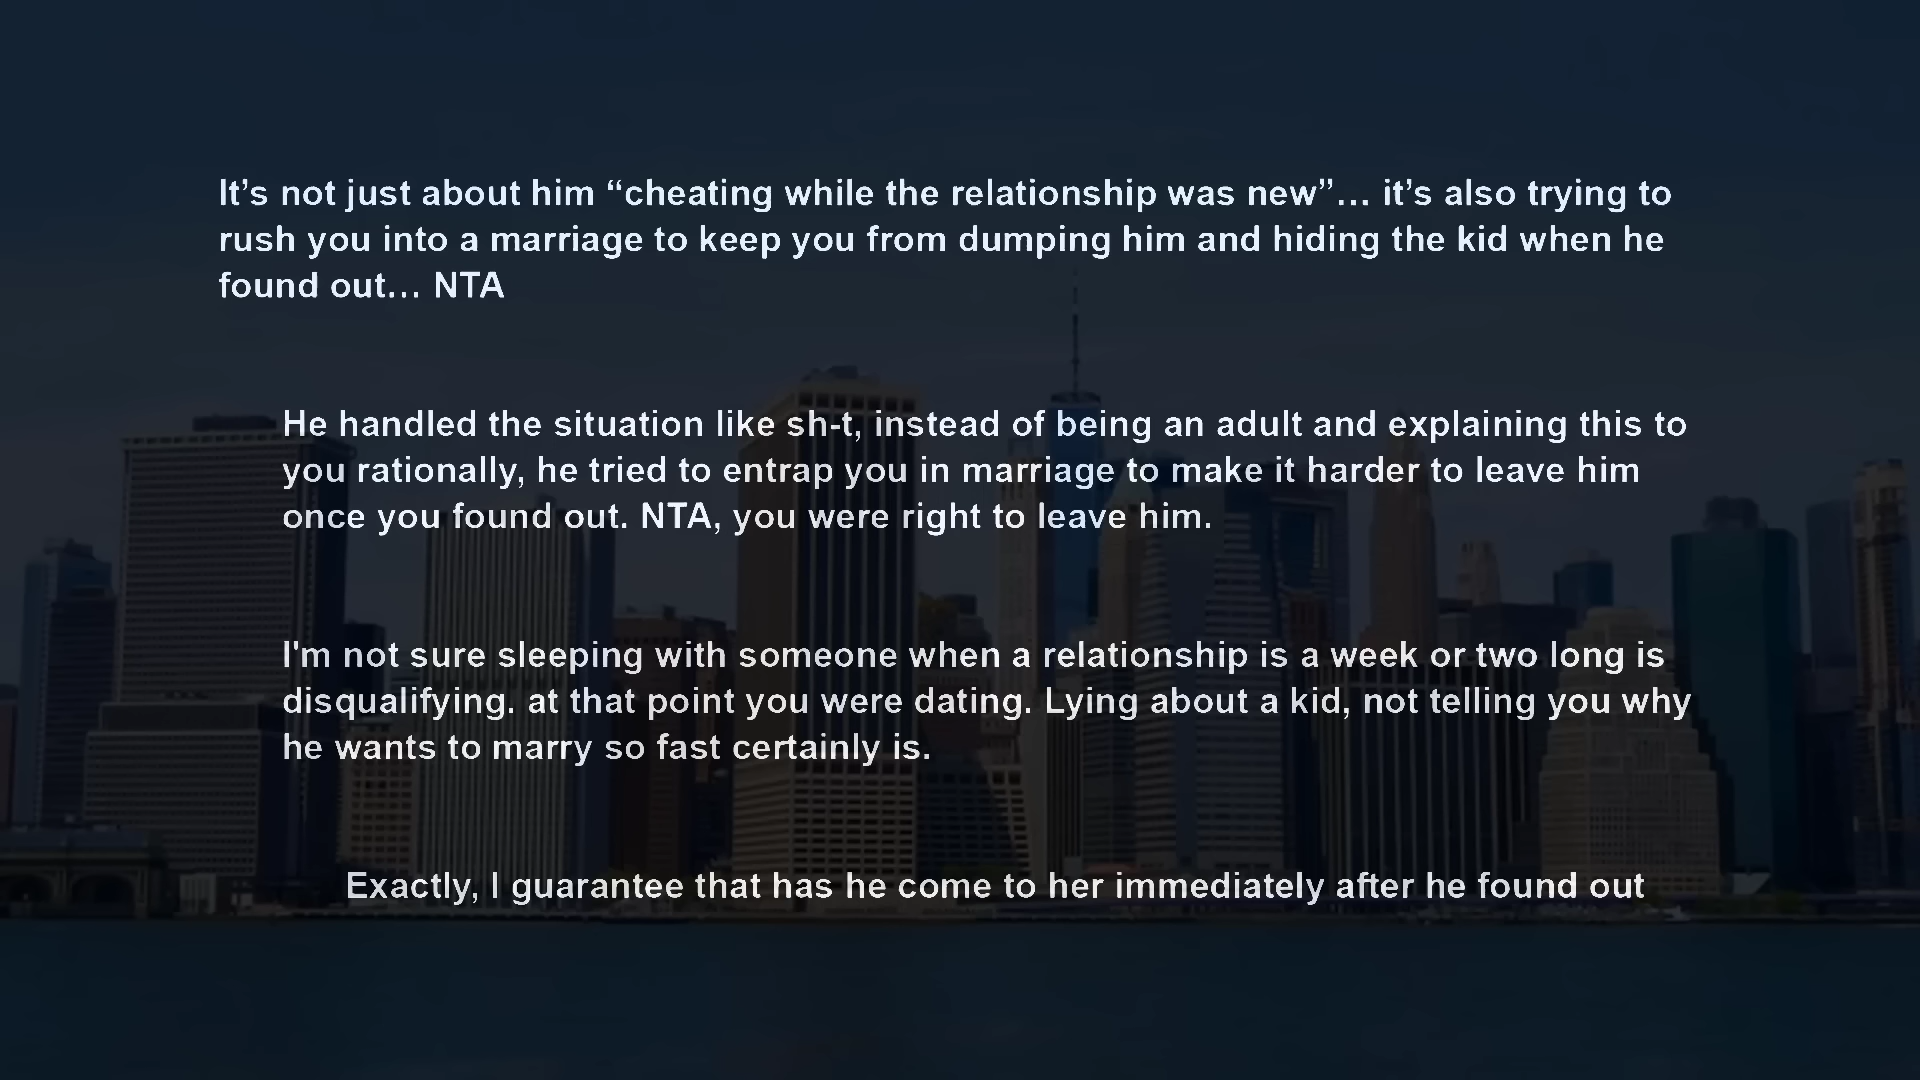 It’s not just about him “cheating while the relationship was new”… it’s also trying to
rush you into a marriage to keep you from dumping him and hiding the kid when he
found out… NTA
He handled the situation like sh-t, instead of being an adult and explaining this to
you rationally, he tried to entrap you in marriage to make it harder to leave him
once you found out. NTA, you were right to leave him.
I'm not sure sleeping with someone when a relationship is a week or two long is
disqualifying. at that point you were dating. Lying about a kid, not telling you why
he wants to marry so fast certainly is.
Exactly, I guarantee that has he come to her immediately after he found out